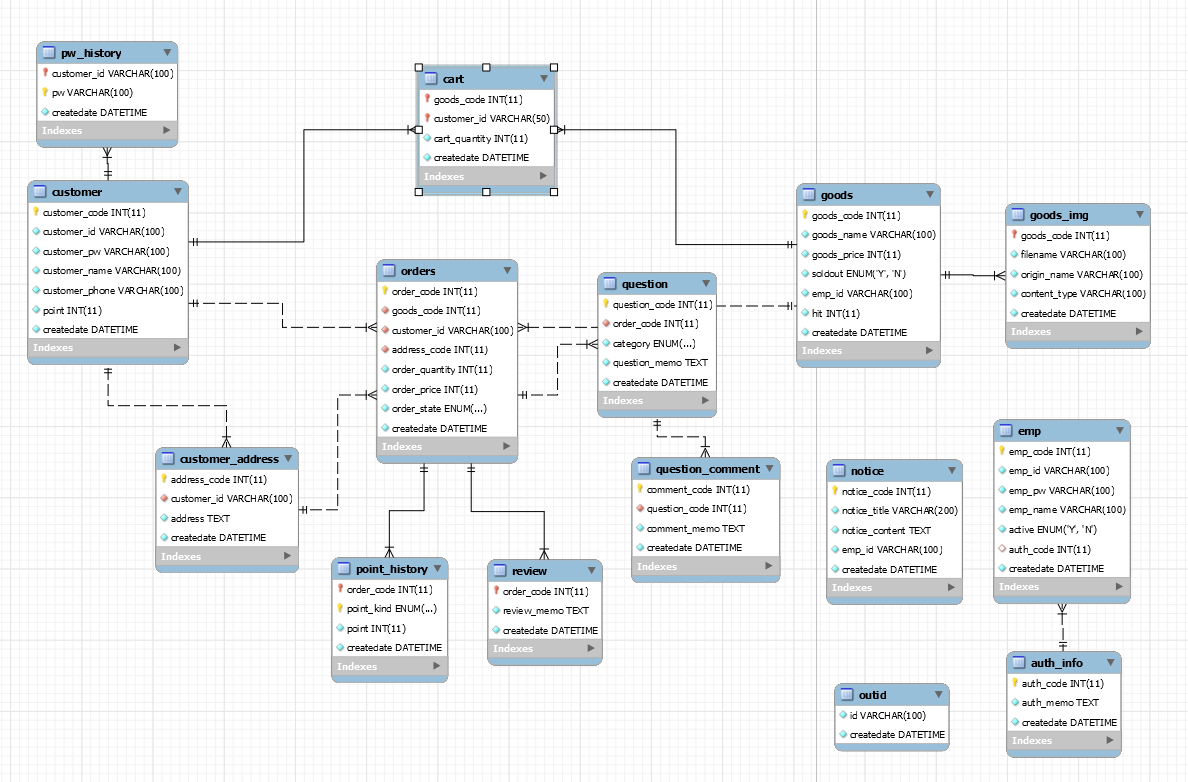 pw_history
customer_id VARCHAR(100)
pw VARCHAR(100)
createdate DATETIME
Indexes
cart
goods_code INT(11)
customer_id VARCHAR(50)
cart_quantity INT(11)
createdate DATETIME
Indexes
customer
customer_code INT(11)
customer_id VARCHAR(100)
customer_pw VARCHAR(100)
customer_name VARCHAR(100)
customer_phone VARCHAR(100)
point INT(11)
createdate DATETIME
Indexes
goods
goods_code INT(11)
goods_name VARCHAR(100)
goods_price INT(11)
soldout ENUM('Y', 'N')
emp_id VARCHAR(100)
hit INT(11)
createdate DATETIME
Indexes
goods_img
goods_code INT(11)
filename VARCHAR(100)
origin_name VARCHAR(100)
content_type VARCHAR(100)
createdate DATETIME
Indexes
orders
order_code INT(11)
goods_code INT(11)
customer_id VARCHAR(100)
address_code INT(11)
order_quantity INT(11)
order_price INT(11)
order_state ENUM(...)
createdate DATETIME
Indexes
question
question_code INT(11)
order_code INT(11)
category ENUM(...)
question_memo TEXT
createdate DATETIME
Indexes
customer_address
address_code INT(11)
customer_id VARCHAR(100)
address TEXT
createdate DATETIME
Indexes
question_comment
comment_code INT(11)
question_code INT(11)
comment_memo TEXT
createdate DATETIME
Indexes
notice
notice_code INT(11)
notice_title VARCHAR(200)
notice_content TEXT
emp_id VARCHAR(100)
createdate DATETIME
Indexes
emp
emp_code INT(11)
emp_id VARCHAR(100)
emp_pw VARCHAR(100)
emp_name VARCHAR(100)
active ENUM('Y', 'N')
auth_code INT(11)
createdate DATETIME
Indexes
point_history
order_code INT(11)
point_kind ENUM(...)
point INT(11)
createdate DATETIME
Indexes
review
order_code INT(11)
review_memo TEXT
createdate DATETIME
Indexes
outid
id VARCHAR(100)
createdate DATETIME
auth_info
auth_code INT(11)
auth_memo TEXT
createdate DATETIME
Indexes